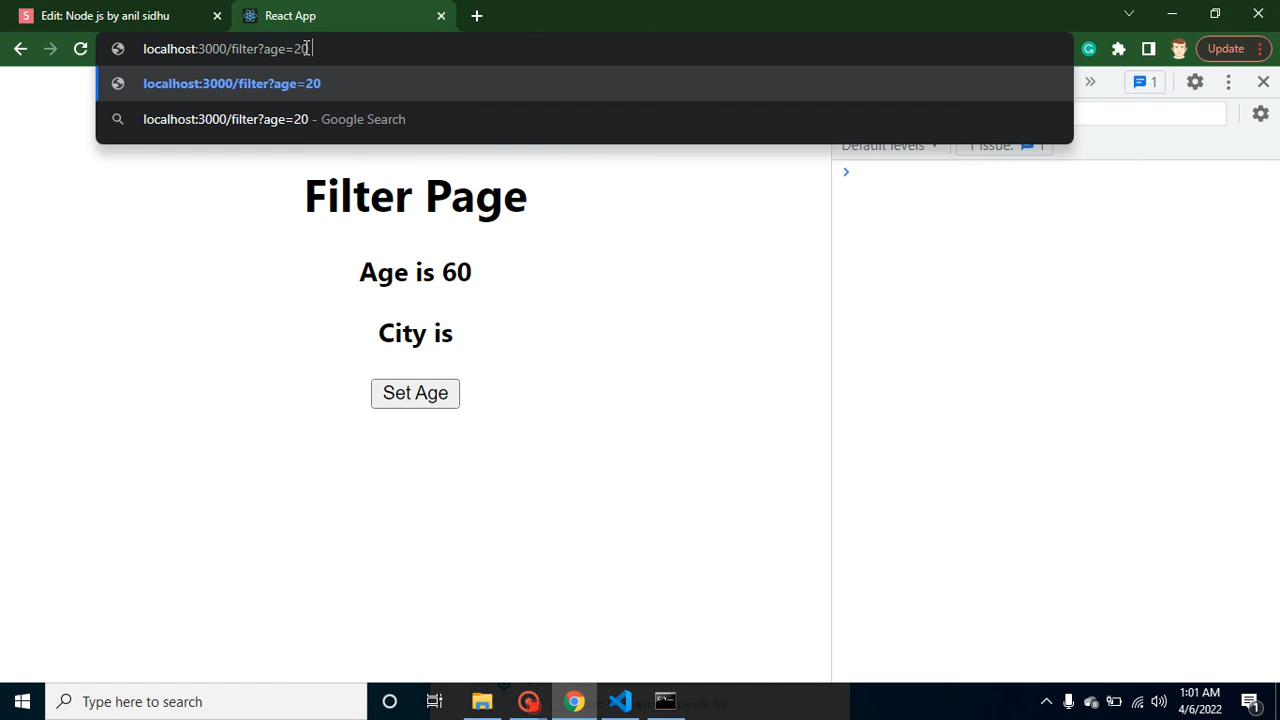 Edit: Node js by anil sidhu
React App
localhost:3000/filter?age=20
Update
localhost:3000/filter?age=20
1
localhost:3000/filter?age=20 - Google Search
Default levels
1 Issue: 1
Filter Page
Age is 60
City is
Set Age
Type here to search
1:01 AM
4/6/2022
1